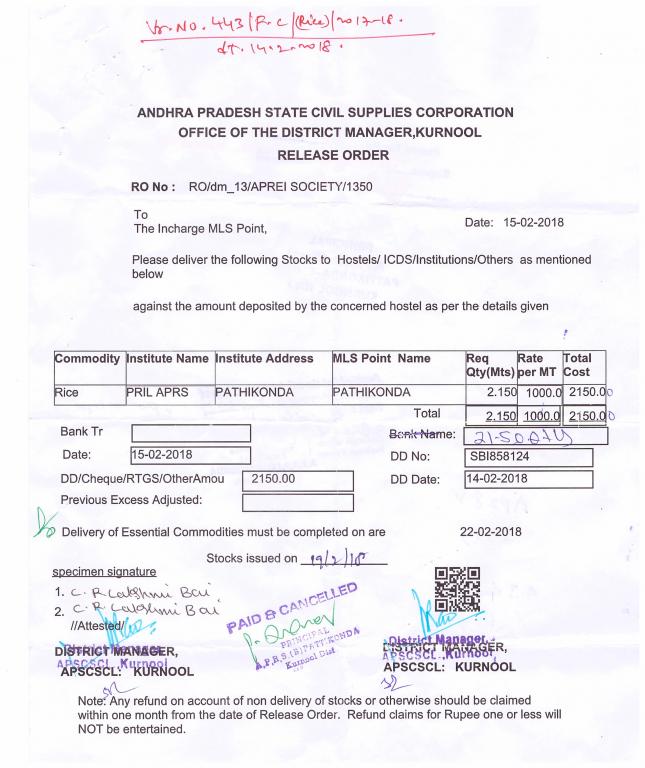 Vr. No. 443/F.C/(Rice)/2017-18.
dt. 14.2.2018.
ANDHRA PRADESH STATE CIVIL SUPPLIES CORPORATION
OFFICE OF THE DISTRICT MANAGER,KURNOOL
RELEASE ORDER
RO No : RO/dm_13/APREI SOCIETY/1350
To
The Incharge MLS Point,
Date: 15-02-2018
Please deliver the following Stocks to Hostels/ ICDS/Institutions/Others as mentioned
below
against the amount deposited by the concerned hostel as per the details given
Commodity Institute Name Institute Address MLS Point Name Req Qty(Mts) Rate per MT Total Cost
Rice PRIL APRS PATHIKONDA PATHIKONDA 2.150 1000.0 2150.00
Total 2.150 1000.0 2150.00
Bank Tr
Bank Name:
Date: 15-02-2018
DD No: SBI858124
DD/Cheque/RTGS/OtherAmou 2150.00
DD Date: 14-02-2018
Previous Excess Adjusted:
Delivery of Essential Commodities must be completed on are 22-02-2018
Stocks issued on 19/2/18
specimen signature
1. C. R. Lakshmi Bai
2. C. R. Lakshmi Bai
//Attested/
PAID & CANCELLED
PRINCIPAL
A.P.R.S (B) PATTIKONDA
Kurnool Dist
District Manager,
APSCSCL.,Kurnool
DISTRICT MANAGER,
APSCSCL: KURNOOL
District Manager,
APSCSCL.,Kurnool
DISTRICT MANAGER,
APSCSCL: KURNOOL
Note: Any refund on account of non delivery of stocks or otherwise should be claimed
within one month from the date of Release Order. Refund claims for Rupee one or less will
NOT be entertained.